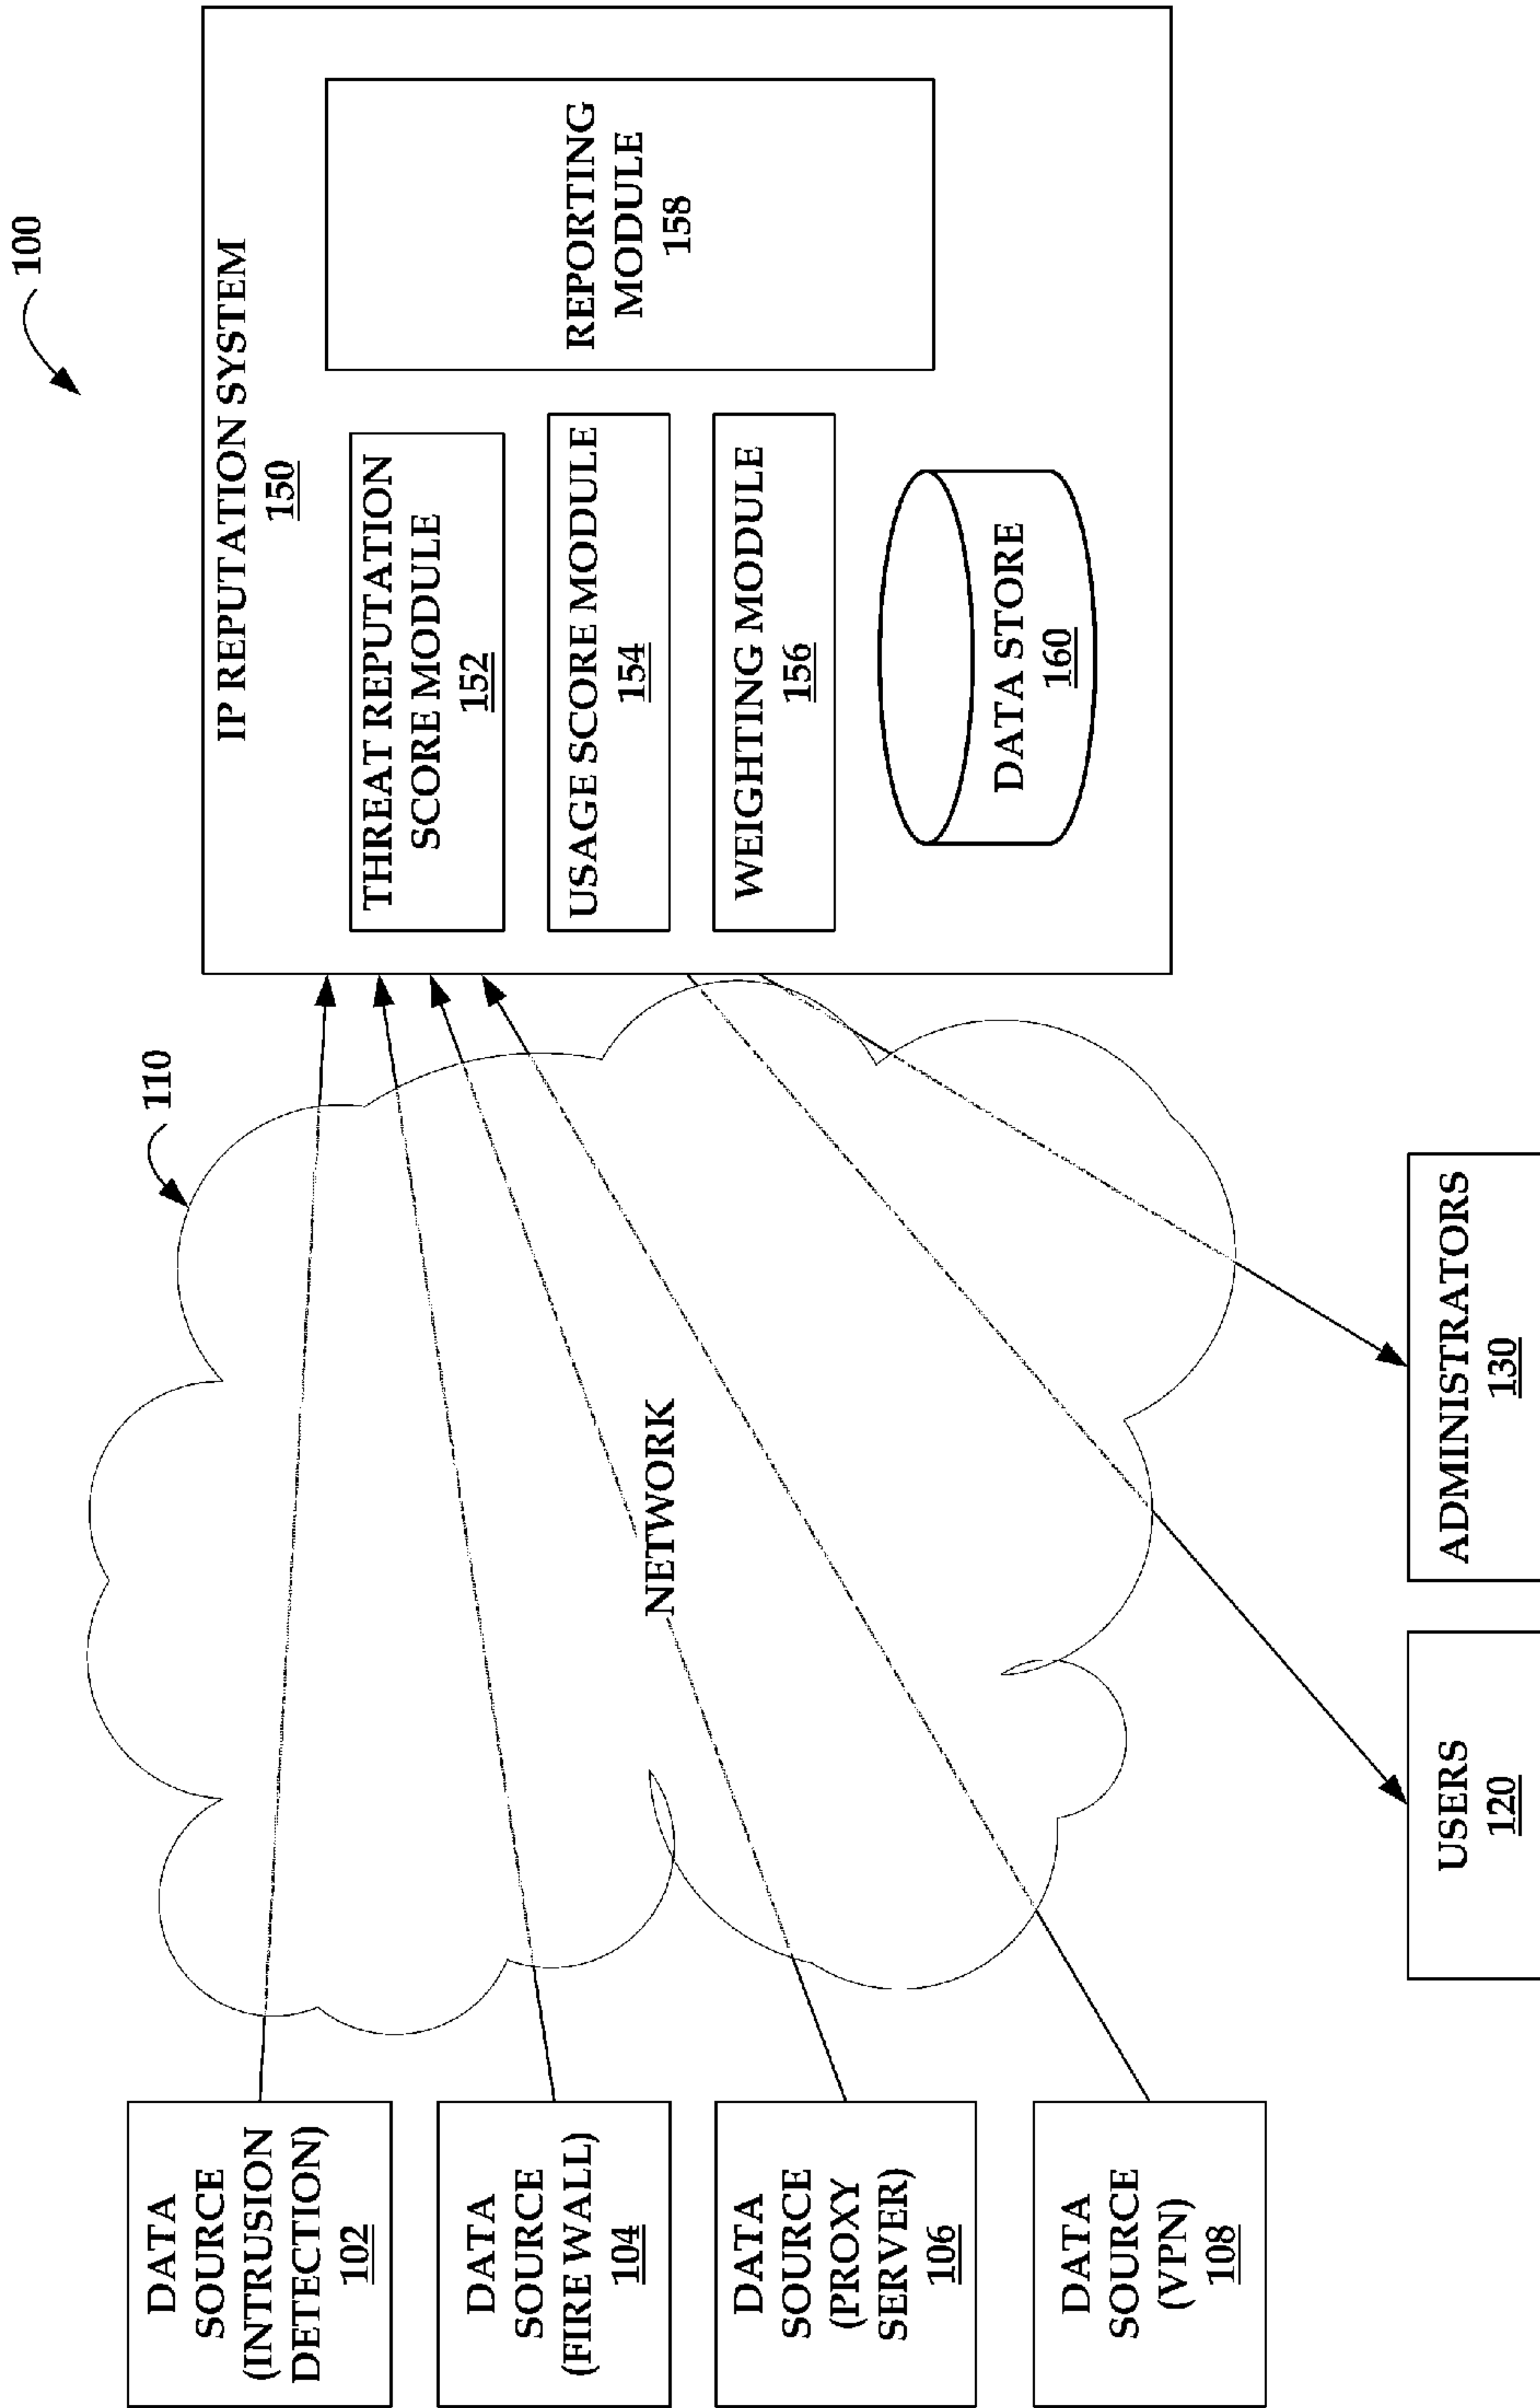 100
IP REPUTATION SYSTEM
150
THREAT REPUTATION
SCORE MODULE
152
USAGE SCORE MODULE
154
WEIGHTING MODULE
156
DATA STORE
160
REPORTING
MODULE
158
110
NETWORK
DATA
SOURCE
(INTRUSION
DETECTION)
102
DATA
SOURCE
(FIRE WALL)
104
DATA
SOURCE
(PROXY
SERVER)
106
DATA
SOURCE
(VPN)
108
USERS
120
ADMINISTRATORS
130